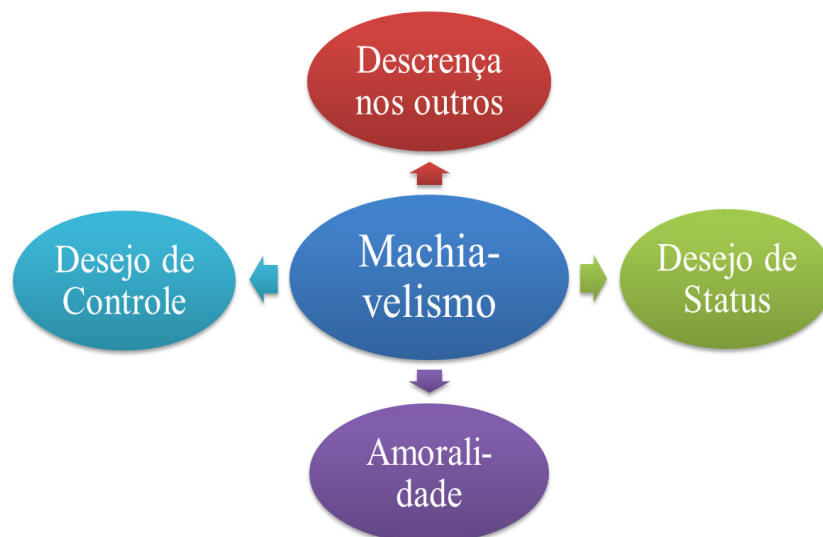 Descrença
nos outros
Desejo de
Controle
Machia-
velismo
Desejo de
Status
Amorali-
dade